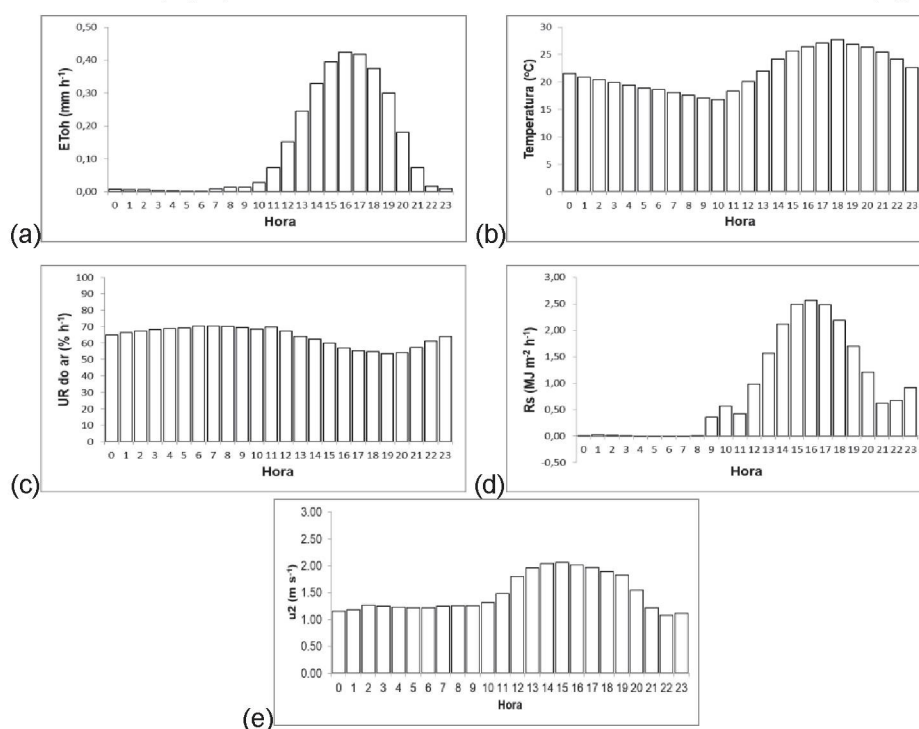 0,50
0,40
0,30
0,20
0,10
0,00
EToh (mm h⁻¹)
0 1 2 3 4 5 6 7 8 9 10 11 12 13 14 15 16 17 18 19 20 21 22 23
Hora
(a)
30
25
20
15
10
5
0
Temperatura (ºC)
0 1 2 3 4 5 6 7 8 9 10 11 12 13 14 15 16 17 18 19 20 21 22 23
Hora
(b)
100
90
80
70
60
50
40
30
20
10
0
UR do ar (% h⁻¹)
0 1 2 3 4 5 6 7 8 9 10 11 12 13 14 15 16 17 18 19 20 21 22 23
Hora
(c)
3,00
2,50
2,00
1,50
1,00
0,50
0,00
-0,50
Rs (MJ m⁻² h⁻¹)
0 1 2 3 4 5 6 7 8 9 10 11 12 13 14 15 16 17 18 19 20 21 22 23
Hora
(d)
3.00
2.50
2.00
1.50
1.00
0.50
0.00
u2 (m s⁻¹)
0 1 2 3 4 5 6 7 8 9 10 11 12 13 14 15 16 17 18 19 20 21 22 23
Hora
(e)